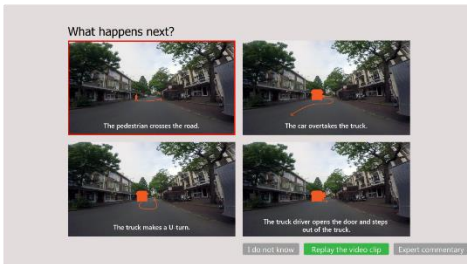 What happens next?
The pedestrian crosses the road.
The car overtakes the truck.
The truck makes a U-turn.
The truck driver opens the door and steps
out of the truck.
I do not know
Replay the video clip
Expert commentary